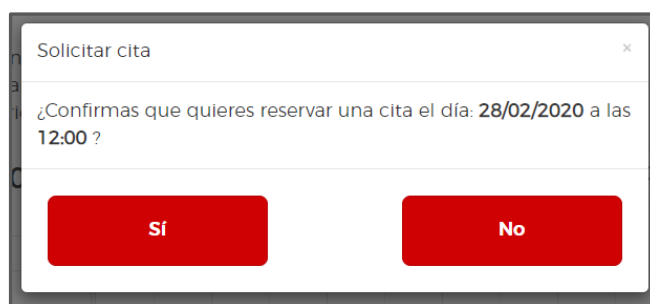 Solicitar cita ×
¿Confirmas que quieres reservar una cita el día: 28/02/2020 a las
12:00 ?
Sí No